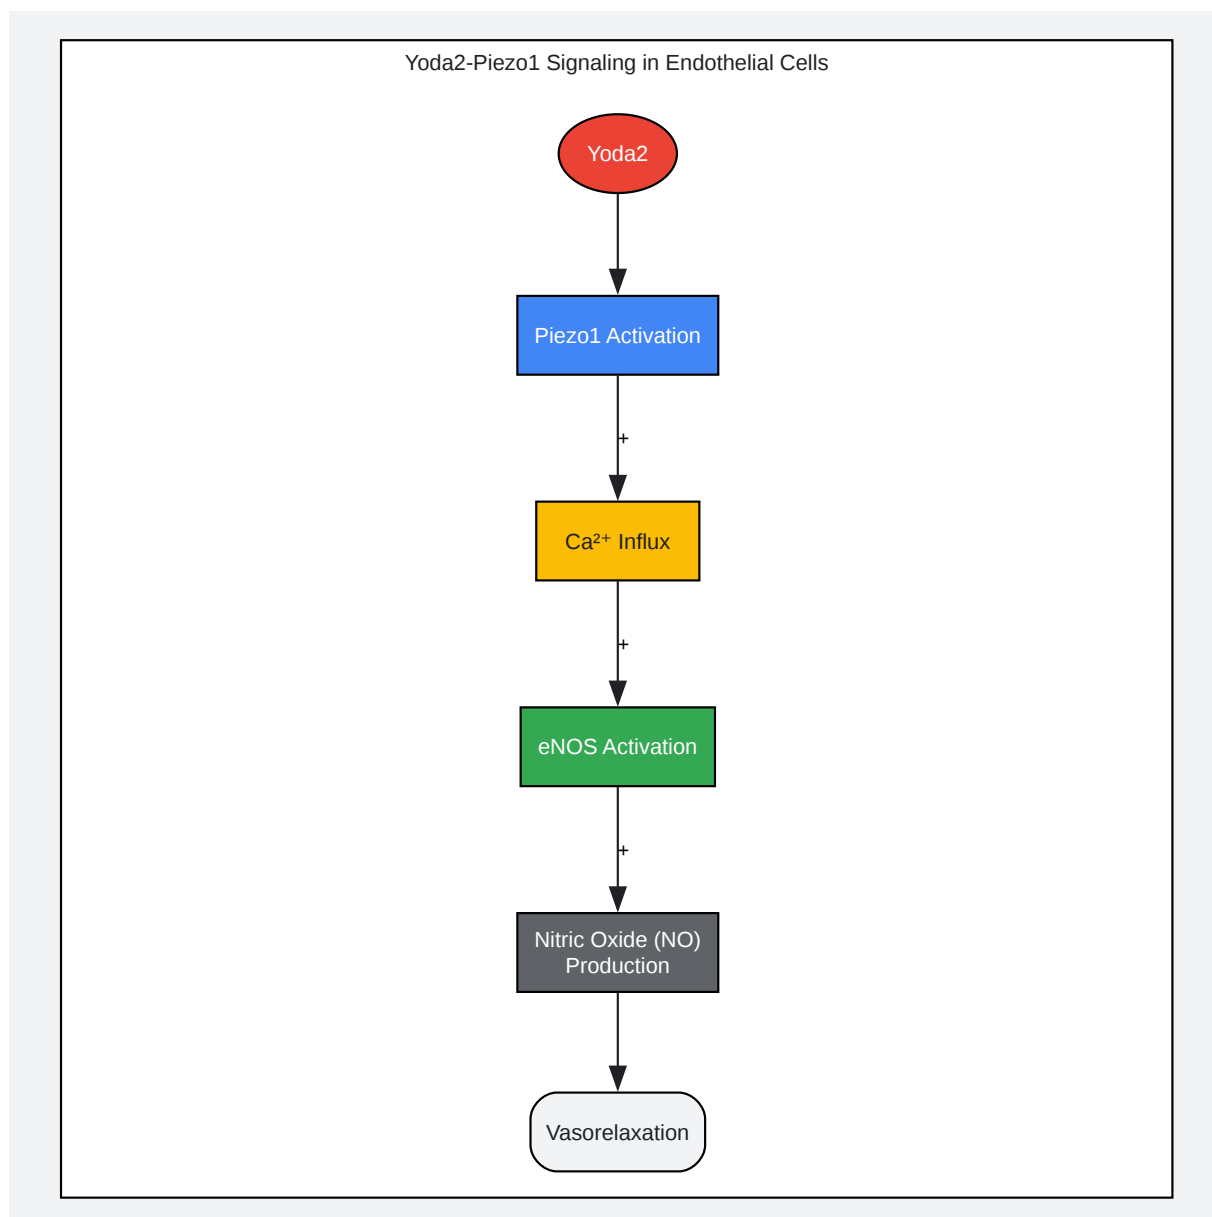 Yoda2-Piezo1 Signaling in Endothelial Cells
Yoda2
Piezo1 Activation
+
Ca²⁺ Influx
+
eNOS Activation
+
Nitric Oxide (NO)
Production
Vasorelaxation